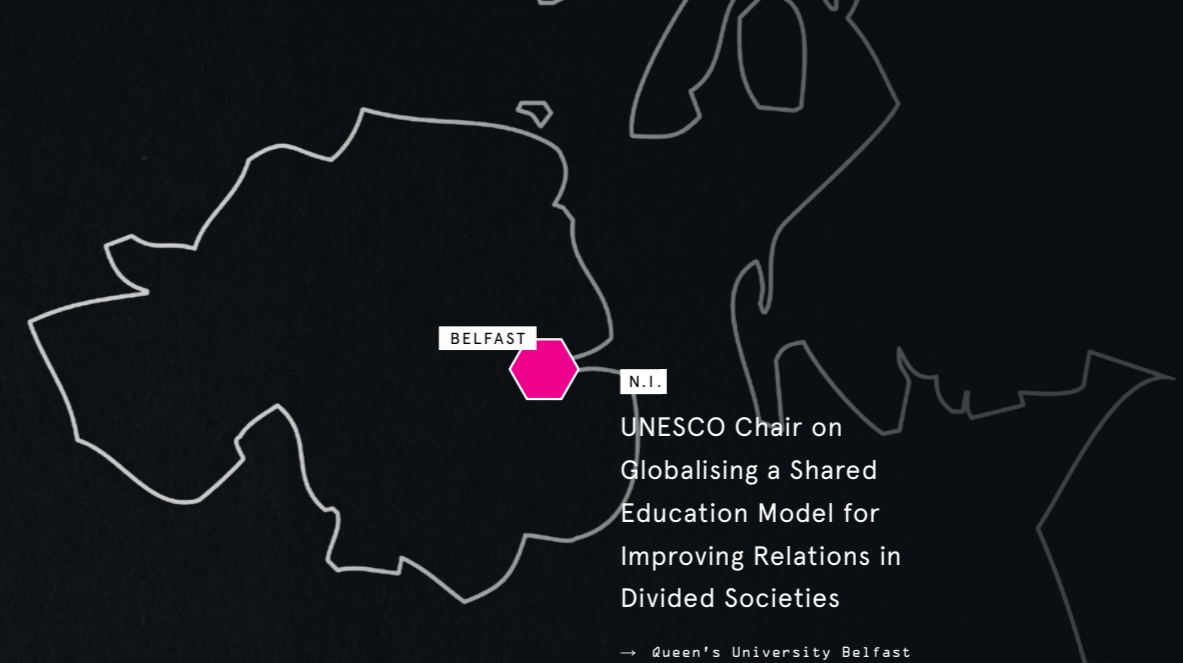 BELFAST
N.I.
UNESCO Chair on
Globalising a Shared
Education Model for
Improving Relations in
Divided Societies
→ Queen's University Belfast